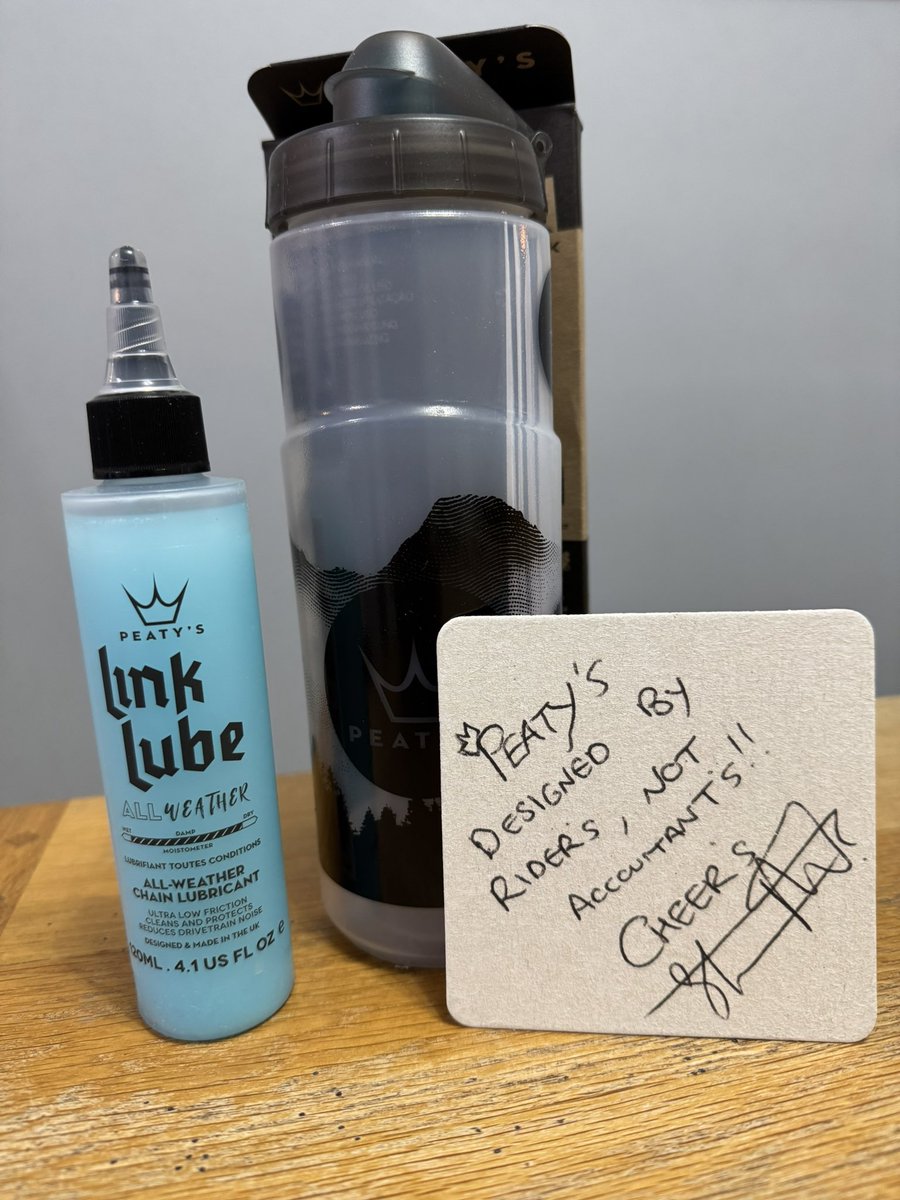 PEATY'S
PEATY'S
Link
Lube
ALL WEATHER
WET DAMP DRY
MOISTOMETER
LUBRIFIANT TOUTES CONDITIONS
ALL-WEATHER
CHAIN LUBRICANT
ULTRA LOW FRICTION
CLEANS AND PROTECTS
REDUCES DRIVETRAIN NOISE
DESIGNED & MADE IN THE UK
120ML . 4.1 US FL OZ e
PEATY'S
DESIGNED BY
RIDERS, NOT
ACCOUTANTS!!
CHEERS